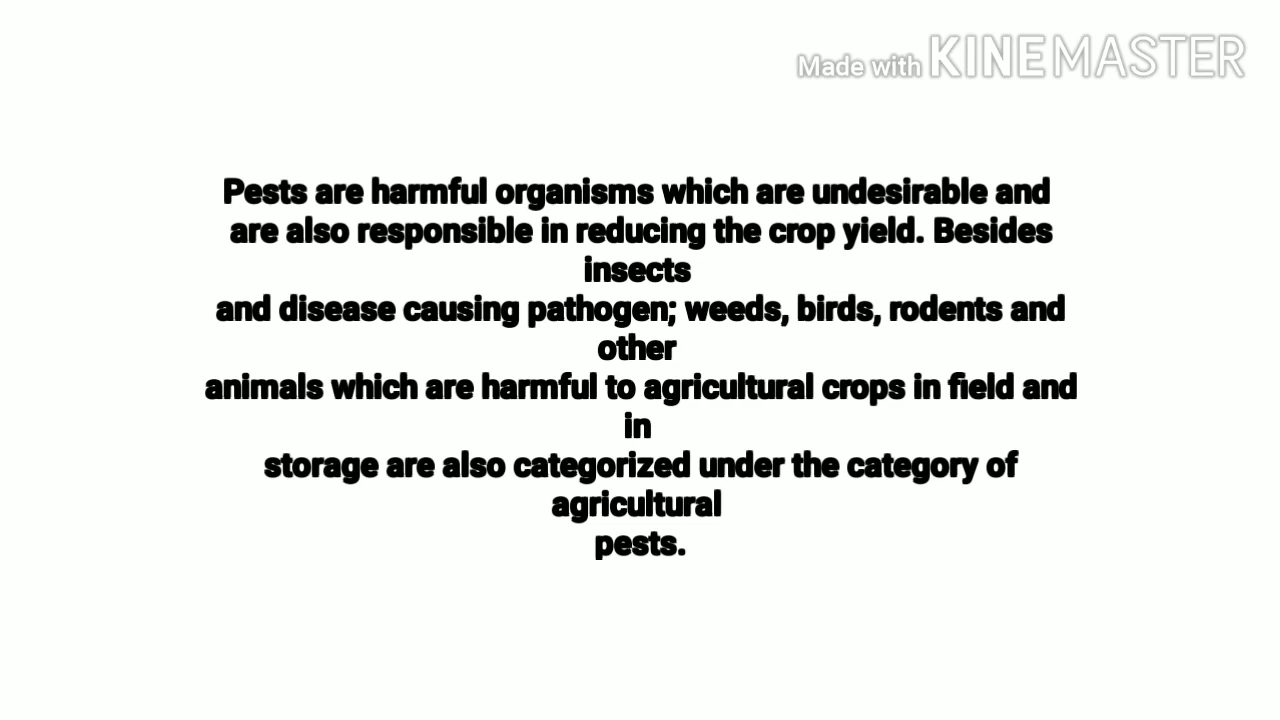 Made with KINEMASTER
Pests are harmful organisms which are undesirable and
are also responsible in reducing the crop yield. Besides
insects
and disease causing pathogen; weeds, birds, rodents and
other
animals which are harmful to agricultural crops in field and
in
storage are also categorized under the category of
agricultural
pests.